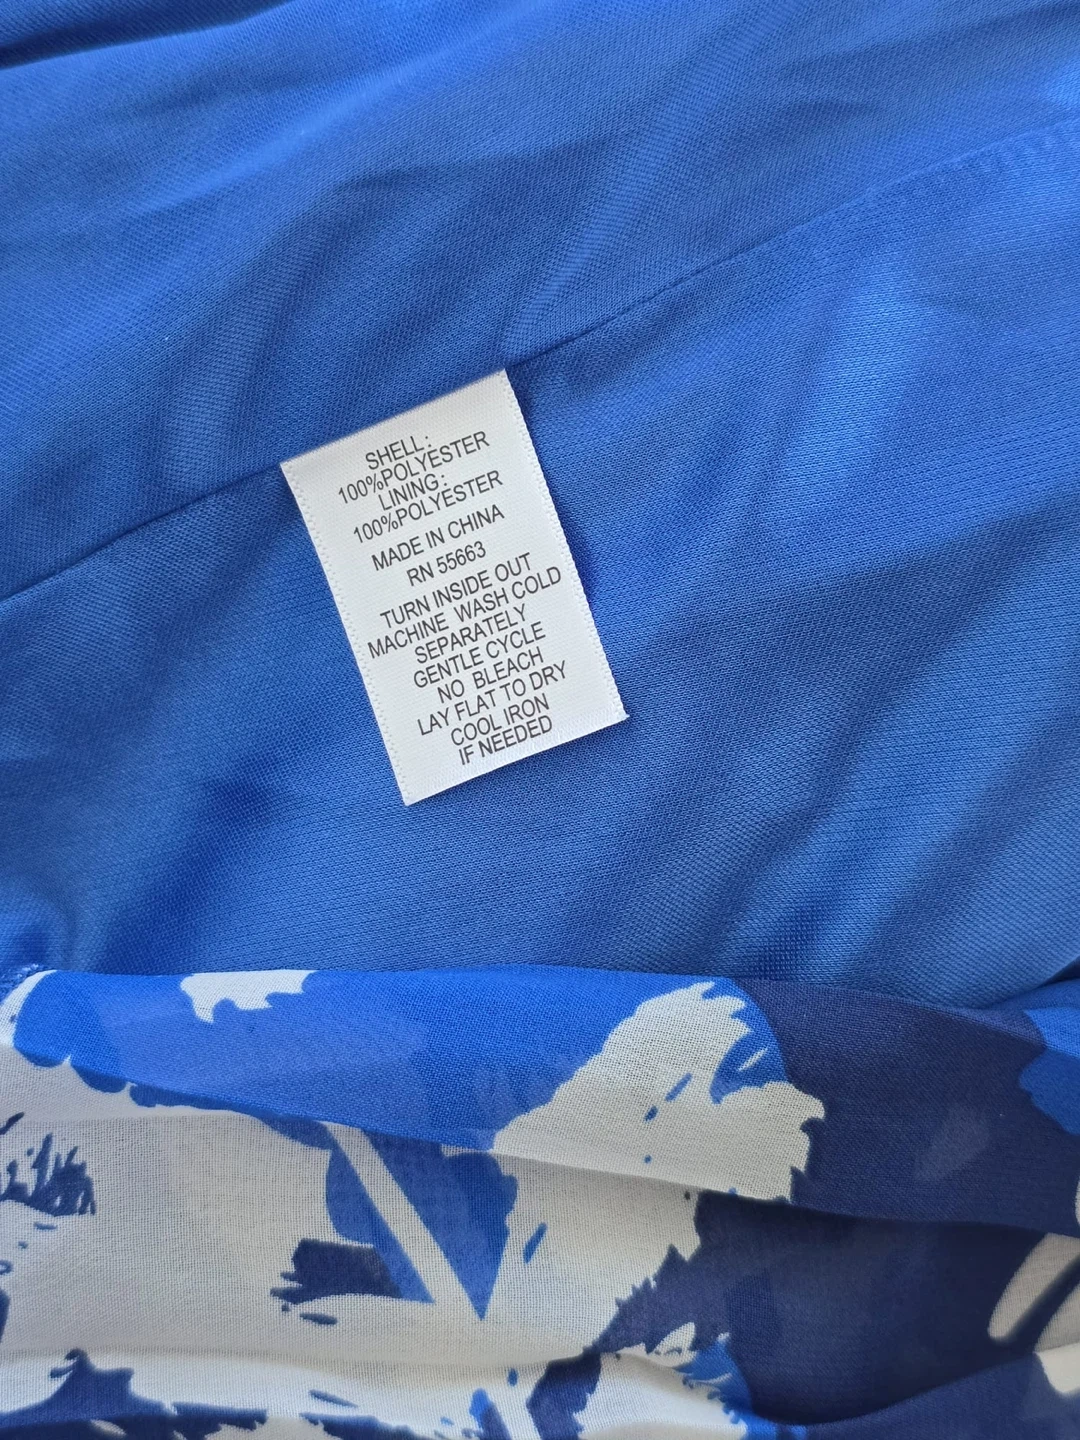 SHELL:
100%POLYESTER
LINING:
100%POLYESTER
MADE IN CHINA
RN 55663
TURN INSIDE OUT
MACHINE WASH COLD
SEPARATELY
GENTLE CYCLE
NO BLEACH
LAY FLAT TO DRY
COOL IRON
IF NEEDED